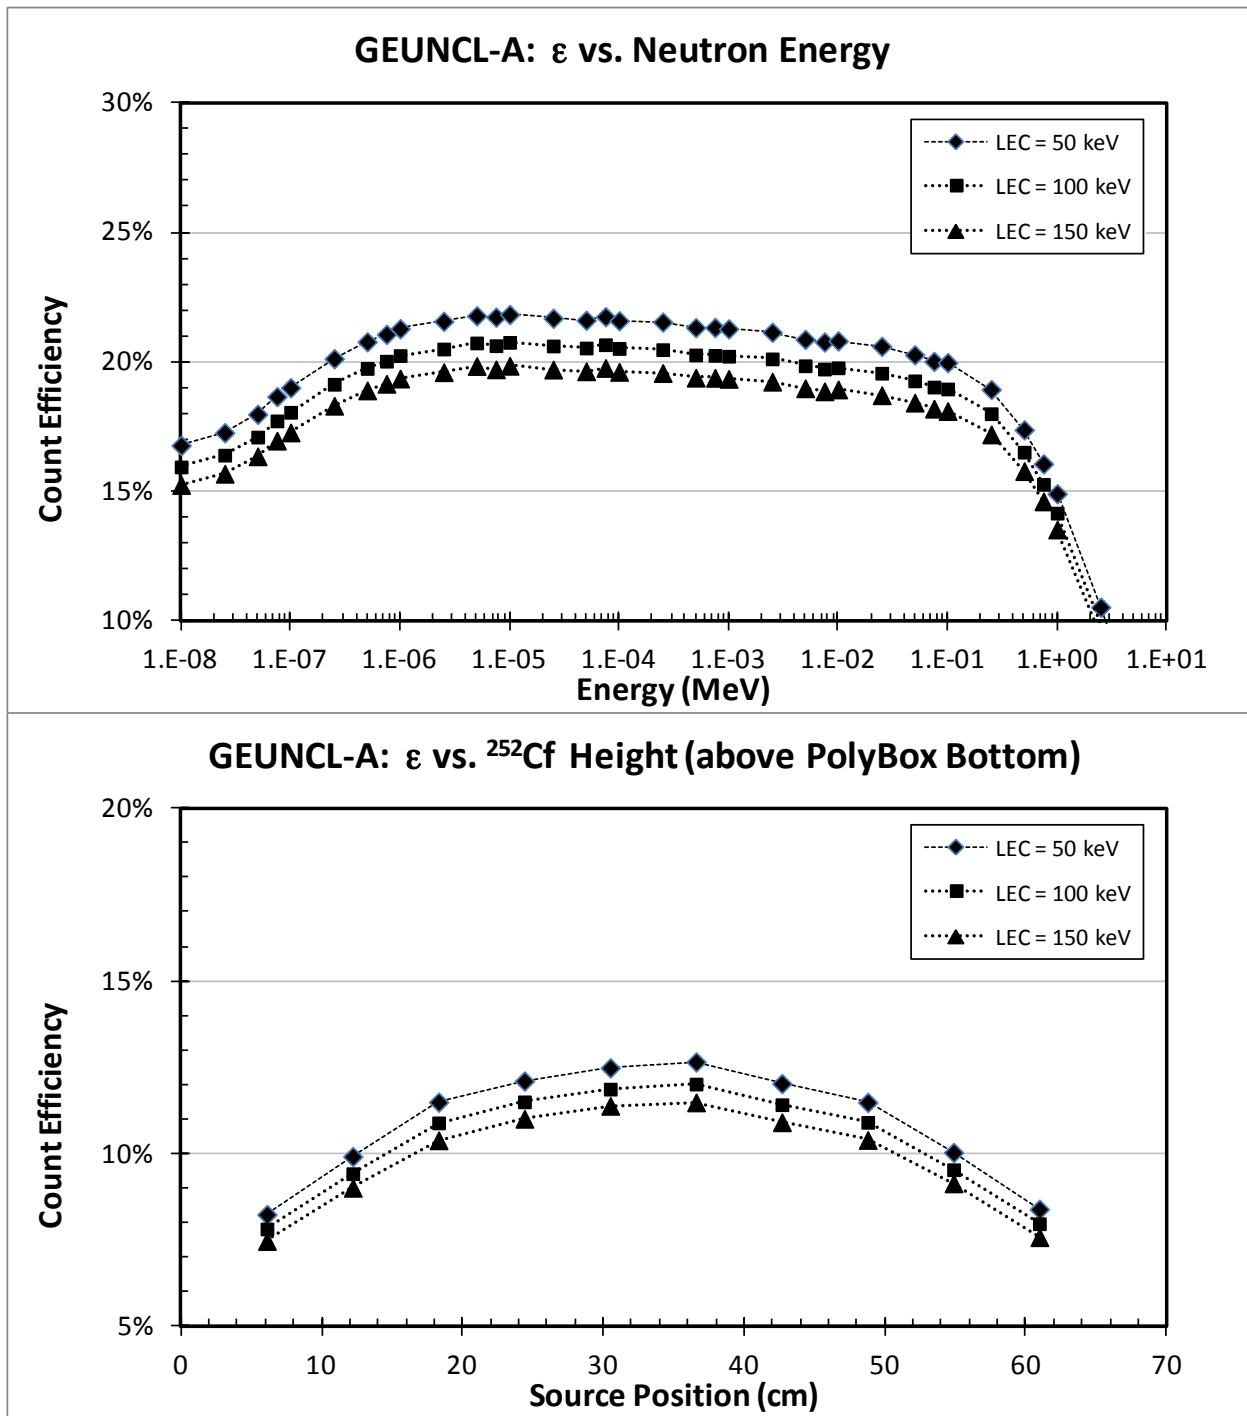 GEUNCL-A: ε vs. Neutron Energy
30%
25%
20%
15%
10%
Count Efficiency
LEC = 50 keV
LEC = 100 keV
LEC = 150 keV
1.E-08 1.E-07 1.E-06 1.E-05 1.E-04 1.E-03 1.E-02 1.E-01 1.E+00 1.E+01
Energy (MeV)
GEUNCL-A: ε vs. ²⁵²Cf Height (above PolyBox Bottom)
20%
15%
10%
5%
Count Efficiency
LEC = 50 keV
LEC = 100 keV
LEC = 150 keV
0 10 20 30 40 50 60 70
Source Position (cm)